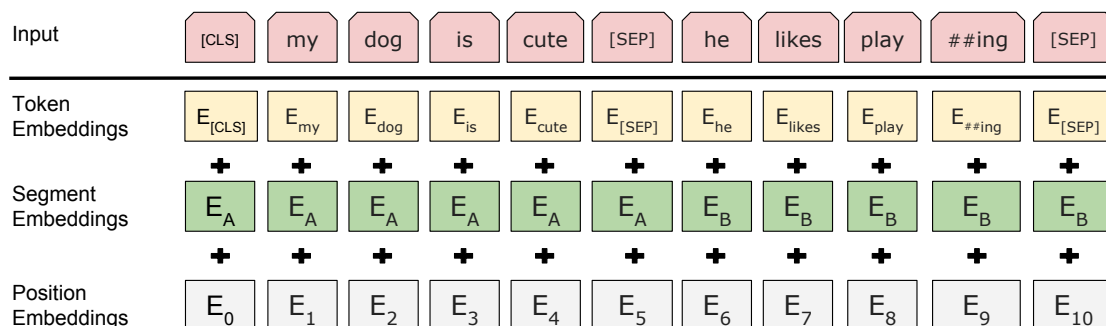 Input [CLS] my dog is cute [SEP] he likes play ##ing [SEP]
Token Embeddings E[CLS] Emy Edog Eis Ecute E[SEP] Ehe Elikes Eplay E##ing E[SEP]
+ + + + + + + + + + +
Segment Embeddings EA EA EA EA EA EA EB EB EB EB EB
+ + + + + + + + + + +
Position Embeddings E0 E1 E2 E3 E4 E5 E6 E7 E8 E9 E10